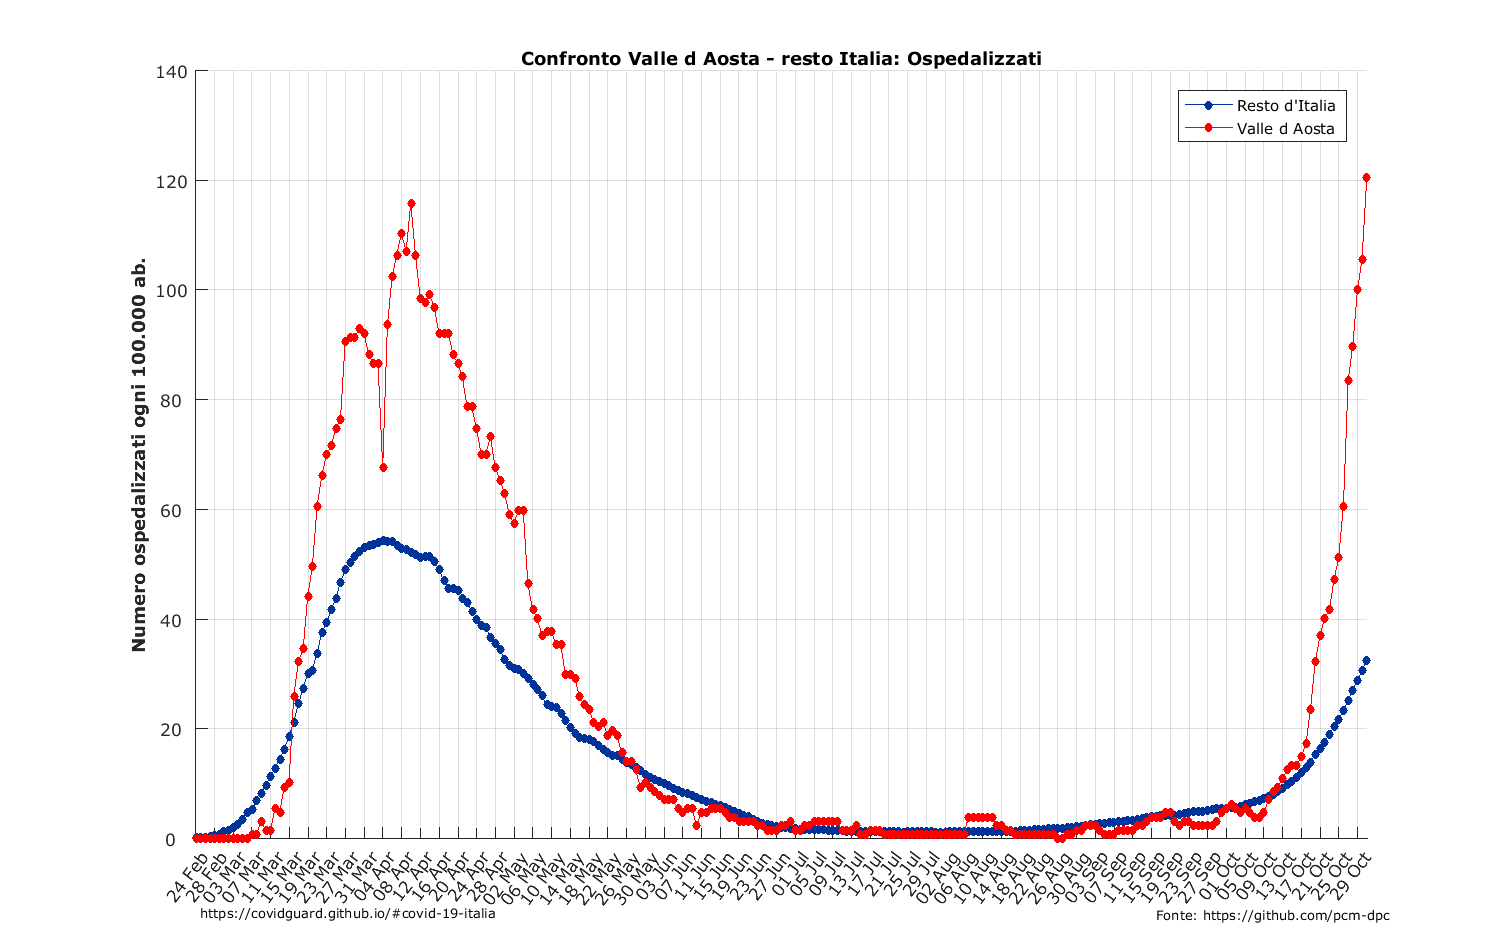 Confronto Valle d Aosta - resto Italia: Ospedalizzati
Numero ospedalizzati ogni 100.000 ab.
140
120
100
80
60
40
20
0
Resto d'Italia
Valle d Aosta
24 Feb
28 Feb
03 Mar
07 Mar
11 Mar
15 Mar
19 Mar
23 Mar
27 Mar
31 Mar
04 Apr
08 Apr
12 Apr
16 Apr
20 Apr
24 Apr
28 Apr
02 May
06 May
10 May
14 May
18 May
22 May
26 May
30 May
03 Jun
07 Jun
11 Jun
15 Jun
19 Jun
23 Jun
27 Jun
01 Jul
05 Jul
09 Jul
13 Jul
17 Jul
21 Jul
25 Jul
29 Jul
02 Aug
06 Aug
10 Aug
14 Aug
18 Aug
22 Aug
26 Aug
30 Aug
03 Sep
07 Sep
11 Sep
15 Sep
19 Sep
23 Sep
27 Sep
01 Oct
05 Oct
09 Oct
13 Oct
17 Oct
21 Oct
25 Oct
29 Oct
https://covidguard.github.io/#covid-19-italia
Fonte: https://github.com/pcm-dpc